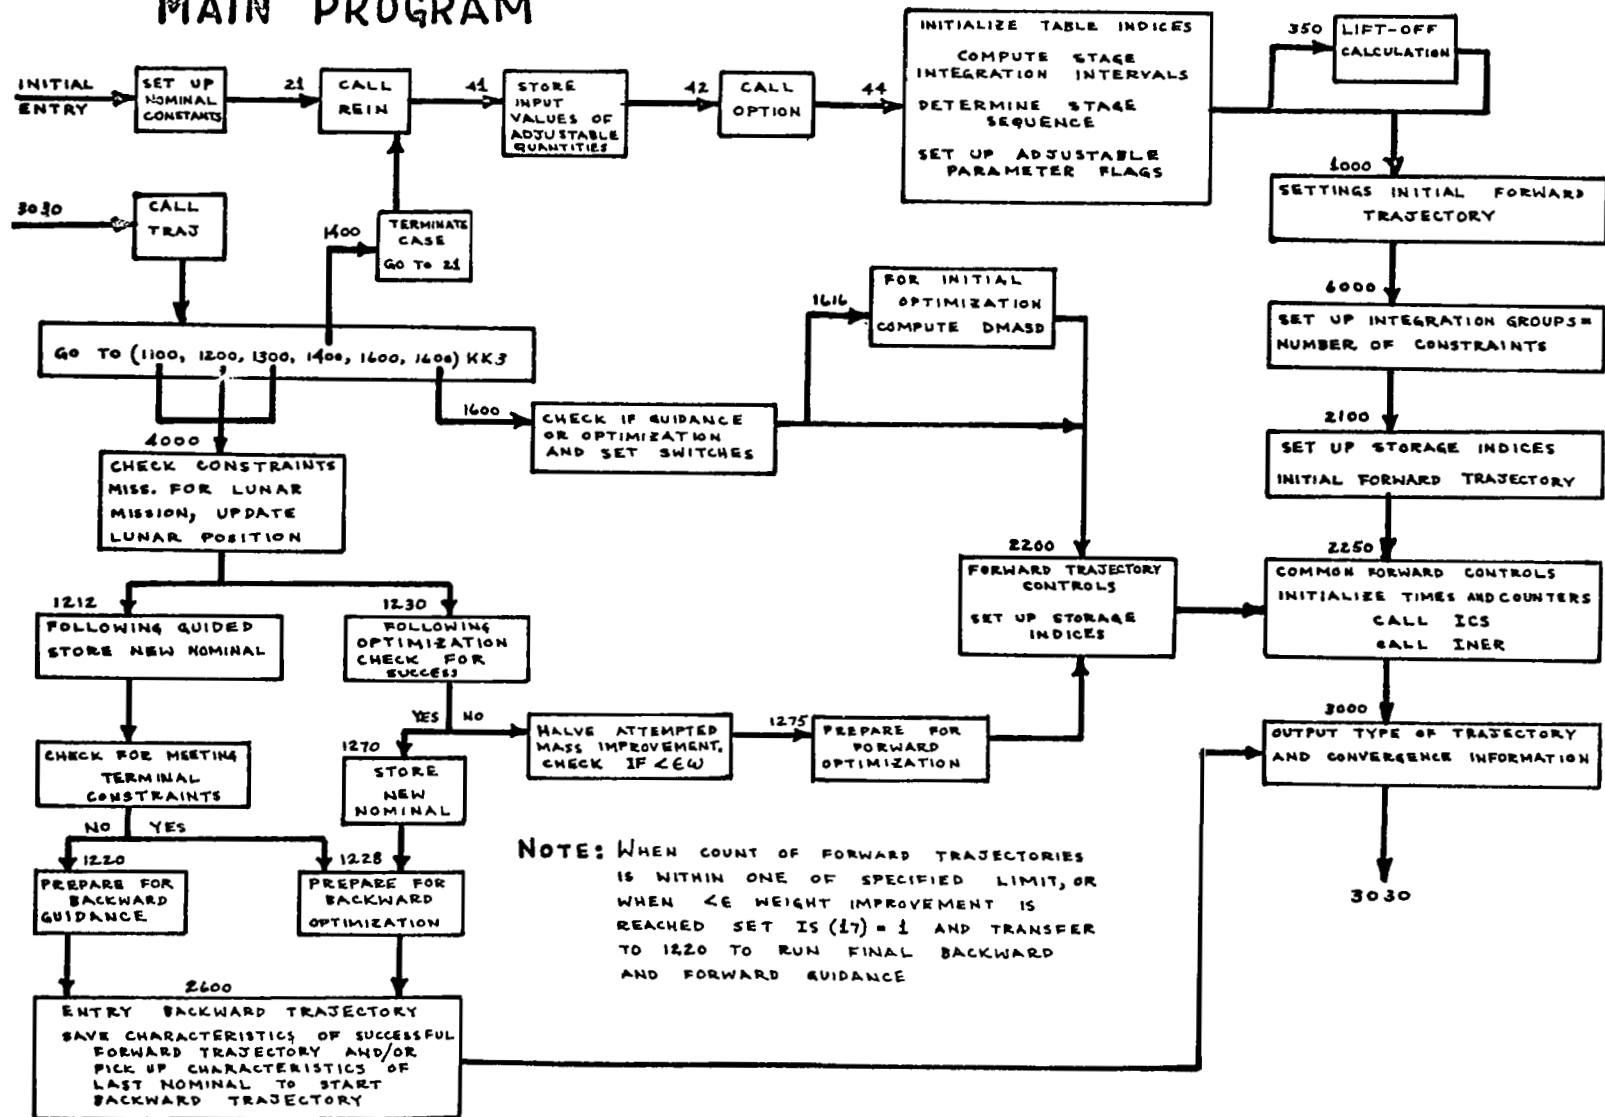 MAIN PROGRAM
INITIAL
ENTRY
SET UP
NOMINAL
CONSTANTS
21
CALL
REIN
41
STORE
INPUT
VALUES OF
ADJUSTABLE
QUANTITIES
42
CALL
OPTION
44
INITIALIZE TABLE INDICES
COMPUTE STAGE
INTEGRATION INTERVALS
DETERMINE STAGE
SEQUENCE
SET UP ADJUSTABLE
PARAMETER FLAGS
350
LIFT-OFF
CALCULATION
1000
SETTINGS INITIAL FORWARD
TRAJECTORY
6000
SET UP INTEGRATION GROUPS=
NUMBER OF CONSTRAINTS
2100
SET UP STORAGE INDICES
INITIAL FORWARD TRAJECTORY
2250
COMMON FORWARD CONTROLS
INITIALIZE TIMES AND COUNTERS
CALL ICS
CALL INER
3000
OUTPUT TYPE OF TRAJECTORY
AND CONVERGENCE INFORMATION
3030
3030
CALL
TRAJ
1400
TERMINATE
CASE
GO TO 21
GO TO (1100, 1200, 1300, 1400, 1600, 1600) KK3
1600
CHECK IF GUIDANCE
OR OPTIMIZATION
AND SET SWITCHES
1616
FOR INITIAL
OPTIMIZATION
COMPUTE DMASD
2200
FORWARD TRAJECTORY
CONTROLS
SET UP STORAGE
INDICES
4000
CHECK CONSTRAINTS
MISS. FOR LUNAR
MISSION, UPDATE
LUNAR POSITION
1212
FOLLOWING GUIDED
STORE NEW NOMINAL
1230
FOLLOWING
OPTIMIZATION
CHECK FOR
SUCCESS
YES NO
HALVE ATTEMPTED
MASS IMPROVEMENT.
CHECK IF <EW
1275
PREPARE FOR
FORWARD
OPTIMIZATION
CHECK FOR MEETING
TERMINAL
CONSTRAINTS
1270
STORE
NEW
NOMINAL
NO YES
1220
PREPARE FOR
BACKWARD
GUIDANCE
1228
PREPARE FOR
BACKWARD
OPTIMIZATION
2600
ENTRY BACKWARD TRAJECTORY
SAVE CHARACTERISTICS OF SUCCESSFUL
FORWARD TRAJECTORY AND/OR
PICK UP CHARACTERISTICS OF
LAST NOMINAL TO START
BACKWARD TRAJECTORY
NOTE: WHEN COUNT OF FORWARD TRAJECTORIES
IS WITHIN ONE OF SPECIFIED LIMIT, OR
WHEN <E WEIGHT IMPROVEMENT IS
REACHED SET IS (17) = 1 AND TRANSFER
TO 1220 TO RUN FINAL BACKWARD
AND FORWARD GUIDANCE